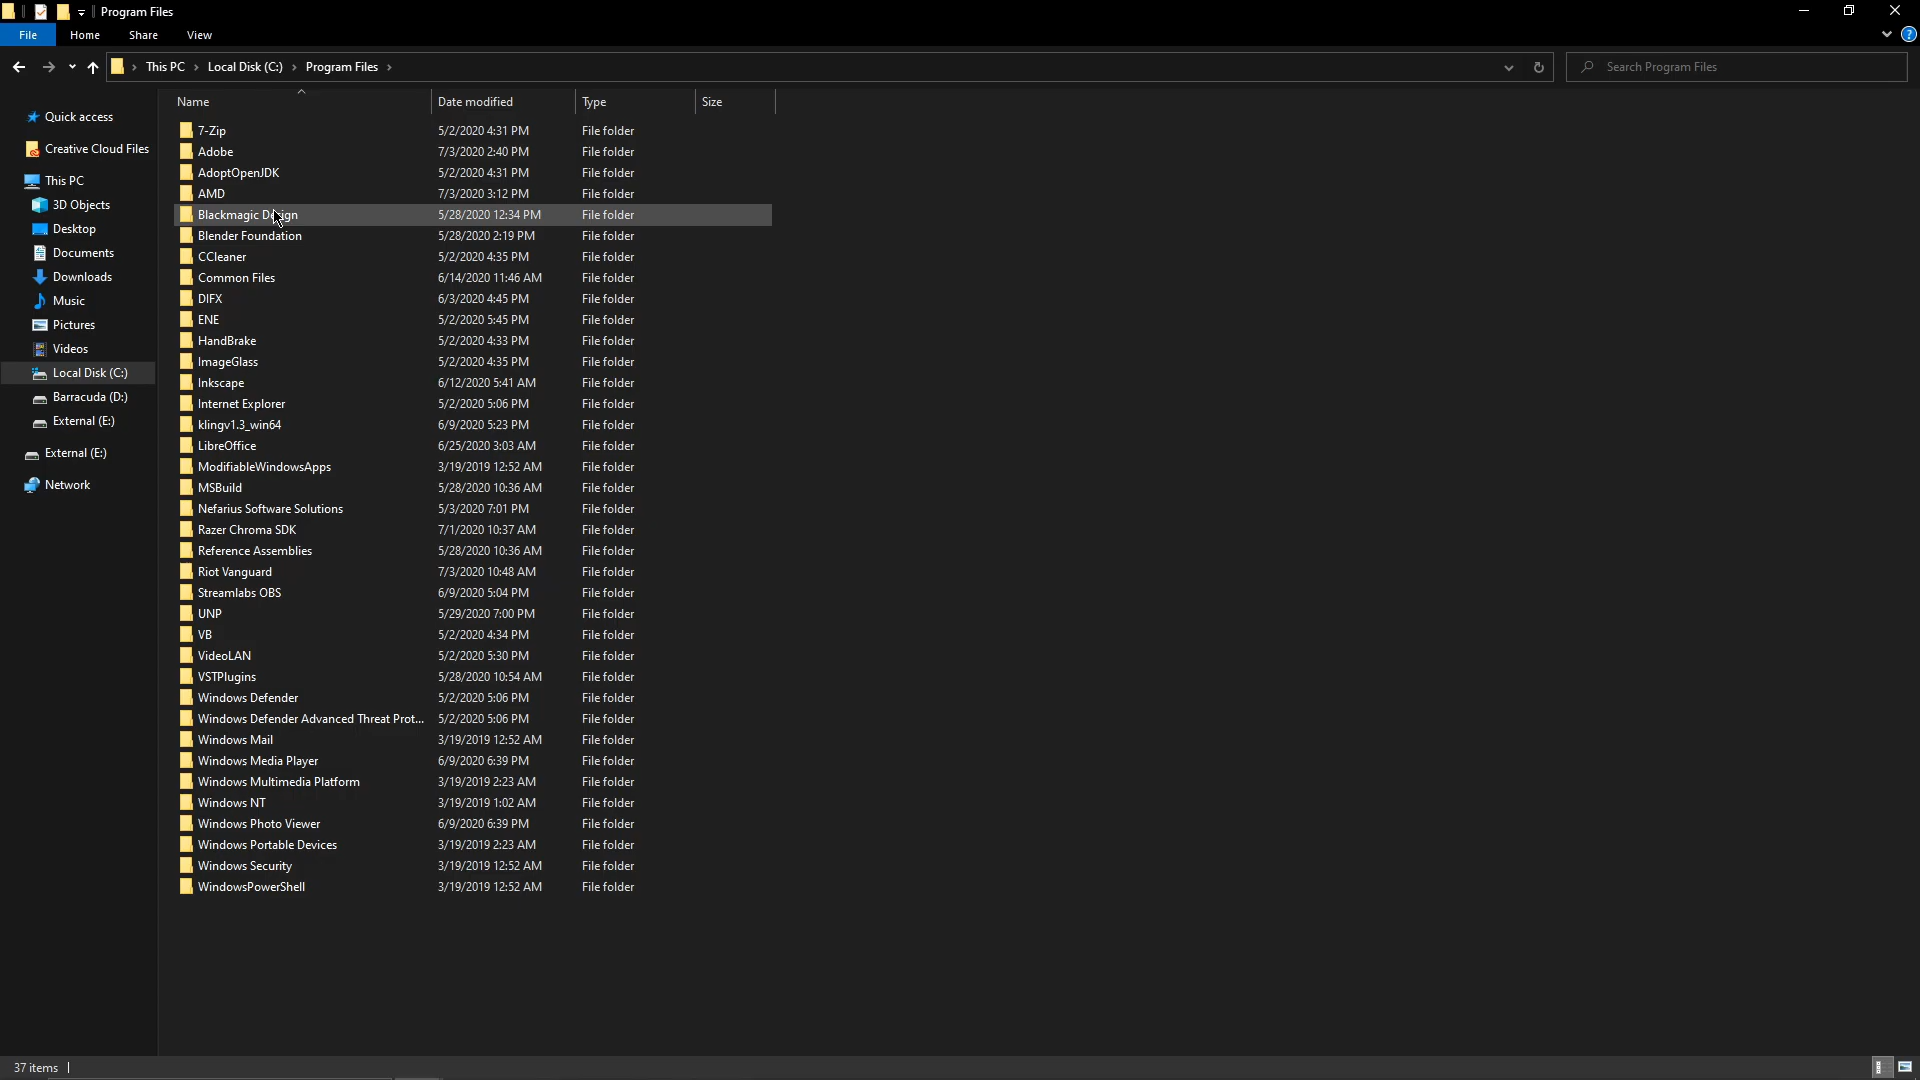 Program Files
File Home Share View
This PC Local Disk (C:) Program Files
Search Program Files
Quick access
Creative Cloud Files
This PC
3D Objects
Desktop
Documents
Downloads
Music
Pictures
Videos
Local Disk (C:)
Barracuda (D:)
External (E:)
External (E:)
Network
Name Date modified Type Size
7-Zip 5/2/2020 4:31 PM File folder
Adobe 7/3/2020 2:40 PM File folder
AdoptOpenJDK 5/2/2020 4:31 PM File folder
AMD 7/3/2020 3:12 PM File folder
Blackmagic Design 5/28/2020 12:34 PM File folder
Blender Foundation 5/28/2020 2:19 PM File folder
CCleaner 5/2/2020 4:35 PM File folder
Common Files 6/14/2020 11:46 AM File folder
DIFX 6/3/2020 4:45 PM File folder
ENE 5/2/2020 5:45 PM File folder
HandBrake 5/2/2020 4:33 PM File folder
ImageGlass 5/2/2020 4:35 PM File folder
Inkscape 6/12/2020 5:41 AM File folder
Internet Explorer 5/2/2020 5:06 PM File folder
klingv1.3_win64 6/9/2020 5:23 PM File folder
LibreOffice 6/25/2020 3:03 AM File folder
ModifiableWindowsApps 3/19/2019 12:52 AM File folder
MSBuild 5/28/2020 10:36 AM File folder
Nefarius Software Solutions 5/3/2020 7:01 PM File folder
Razer Chroma SDK 7/1/2020 10:37 AM File folder
Reference Assemblies 5/28/2020 10:36 AM File folder
Riot Vanguard 7/3/2020 10:48 AM File folder
Streamlabs OBS 6/9/2020 5:04 PM File folder
UNP 5/29/2020 7:00 PM File folder
VB 5/2/2020 4:34 PM File folder
VideoLAN 5/2/2020 5:30 PM File folder
VSTPlugins 5/28/2020 10:54 AM File folder
Windows Defender 5/2/2020 5:06 PM File folder
Windows Defender Advanced Threat Prot... 5/2/2020 5:06 PM File folder
Windows Mail 3/19/2019 12:52 AM File folder
Windows Media Player 6/9/2020 6:39 PM File folder
Windows Multimedia Platform 3/19/2019 2:23 AM File folder
Windows NT 3/19/2019 1:02 AM File folder
Windows Photo Viewer 6/9/2020 6:39 PM File folder
Windows Portable Devices 3/19/2019 2:23 AM File folder
Windows Security 3/19/2019 12:52 AM File folder
WindowsPowerShell 3/19/2019 12:52 AM File folder
37 items